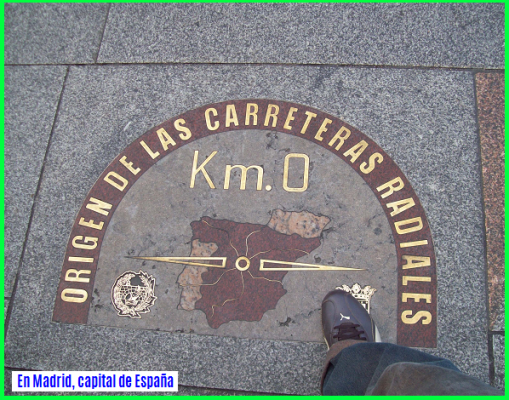 ORIGEN DE LAS CARRETERAS RADIALES
Km. 0
En Madrid, capital de España